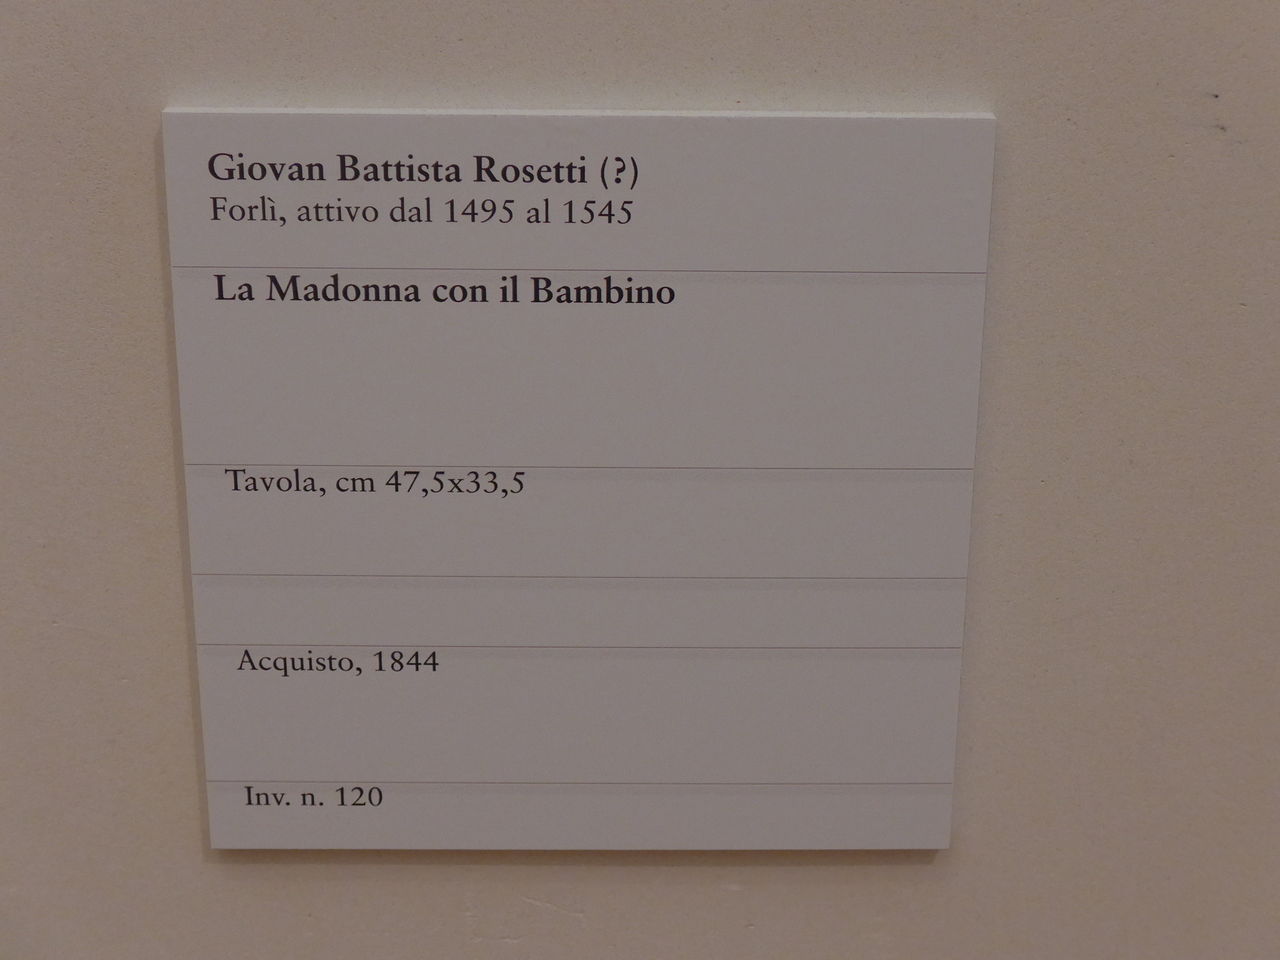 Giovan Battista Rosetti (?)
Forlì, attivo dal 1495 al 1545
La Madonna con il Bambino
Tavola, cm 47,5x33,5
Acquisto, 1844
Inv. n. 120